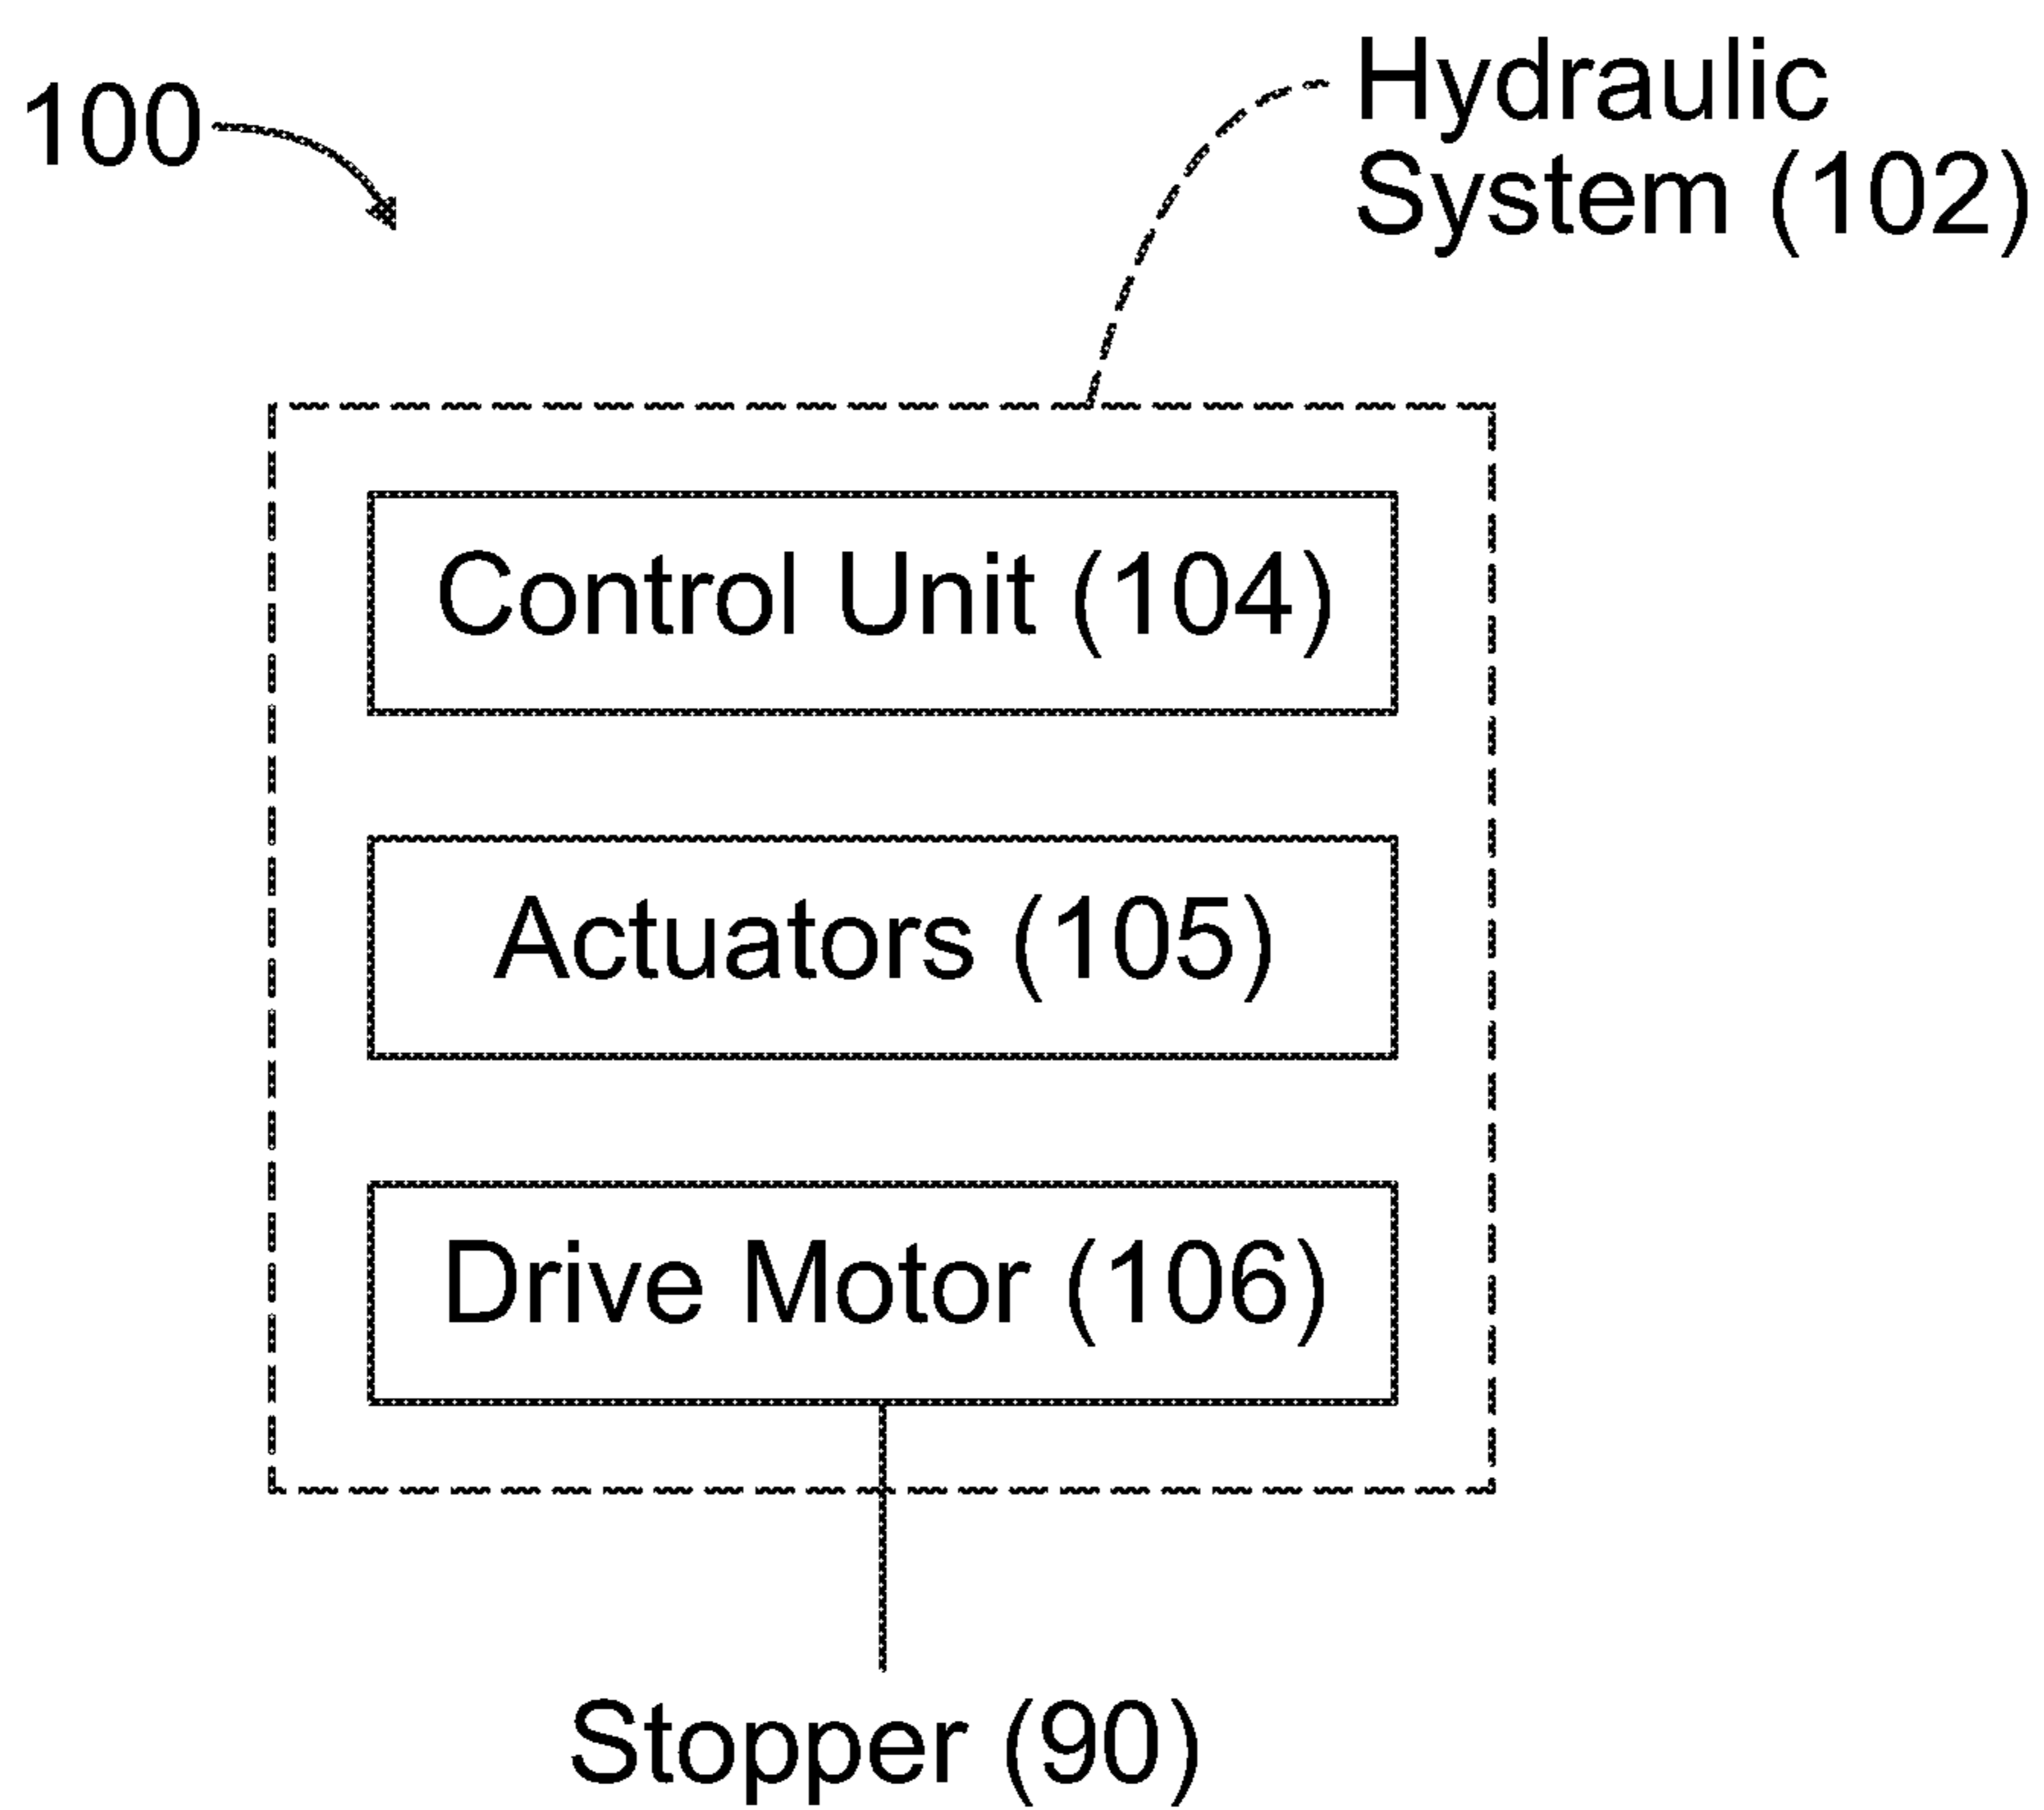 100
Hydraulic
System (102)
Control Unit (104)
Actuators (105)
Drive Motor (106)
Stopper (90)